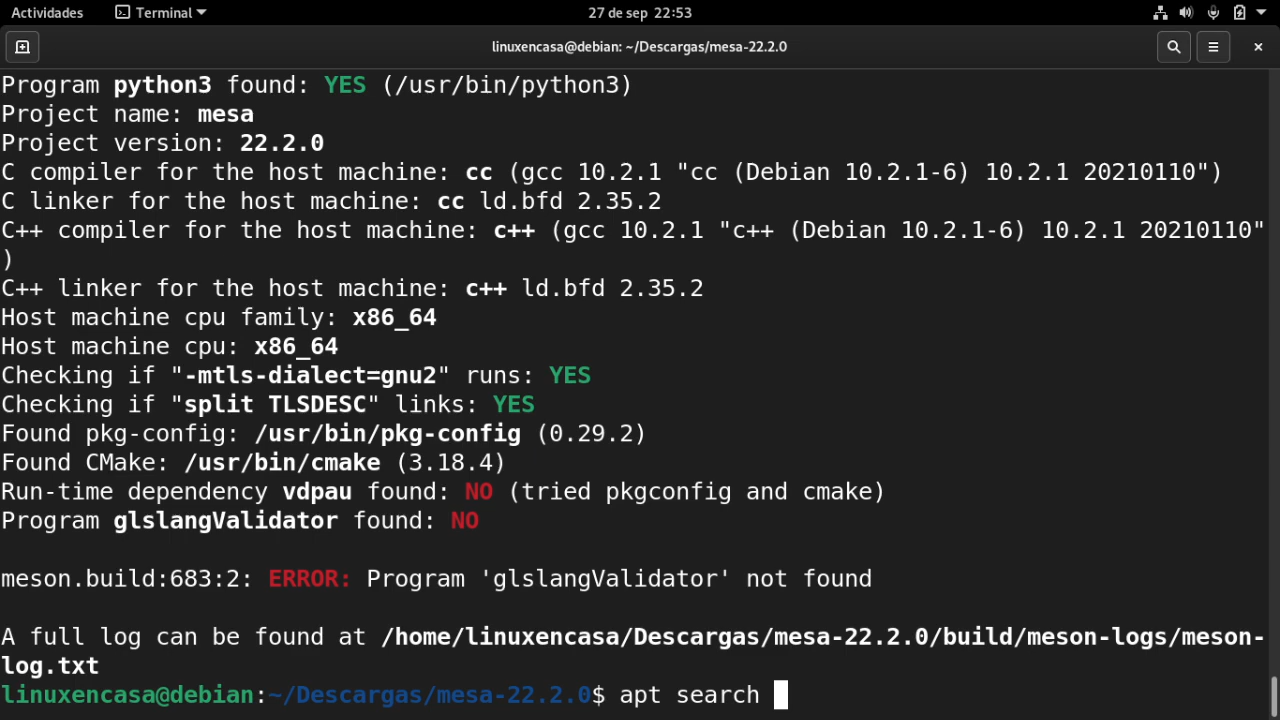 Actividades Terminal 27 de sep 22:53
linuxencasa@debian: ~/Descargas/mesa-22.2.0
Program python3 found: YES (/usr/bin/python3)
Project name: mesa
Project version: 22.2.0
C compiler for the host machine: cc (gcc 10.2.1 "cc (Debian 10.2.1-6) 10.2.1 20210110")
C linker for the host machine: cc ld.bfd 2.35.2
C++ compiler for the host machine: c++ (gcc 10.2.1 "c++ (Debian 10.2.1-6) 10.2.1 20210110"
)
C++ linker for the host machine: c++ ld.bfd 2.35.2
Host machine cpu family: x86_64
Host machine cpu: x86_64
Checking if "-mtls-dialect=gnu2" runs: YES
Checking if "split TLSDESC" links: YES
Found pkg-config: /usr/bin/pkg-config (0.29.2)
Found CMake: /usr/bin/cmake (3.18.4)
Run-time dependency vdpau found: NO (tried pkgconfig and cmake)
Program glslangValidator found: NO
meson.build:683:2: ERROR: Program 'glslangValidator' not found
A full log can be found at /home/linuxencasa/Descargas/mesa-22.2.0/build/meson-logs/meson-
log.txt
linuxencasa@debian:~/Descargas/mesa-22.2.0$ apt search